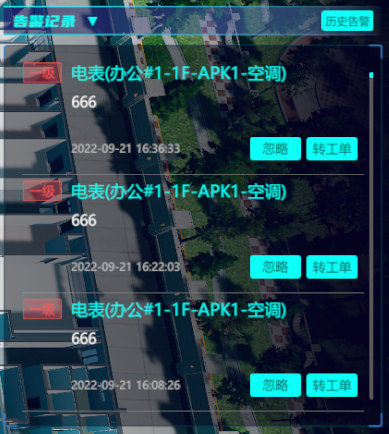 告警记录 ▼
历史告警
一级 电表(办公#1-1F-APK1-空调)
666
2022-09-21 16:36:33 忽略 转工单
一级 电表(办公#1-1F-APK1-空调)
666
2022-09-21 16:22:03 忽略 转工单
一级 电表(办公#1-1F-APK1-空调)
666
2022-09-21 16:08:26 忽略 转工单